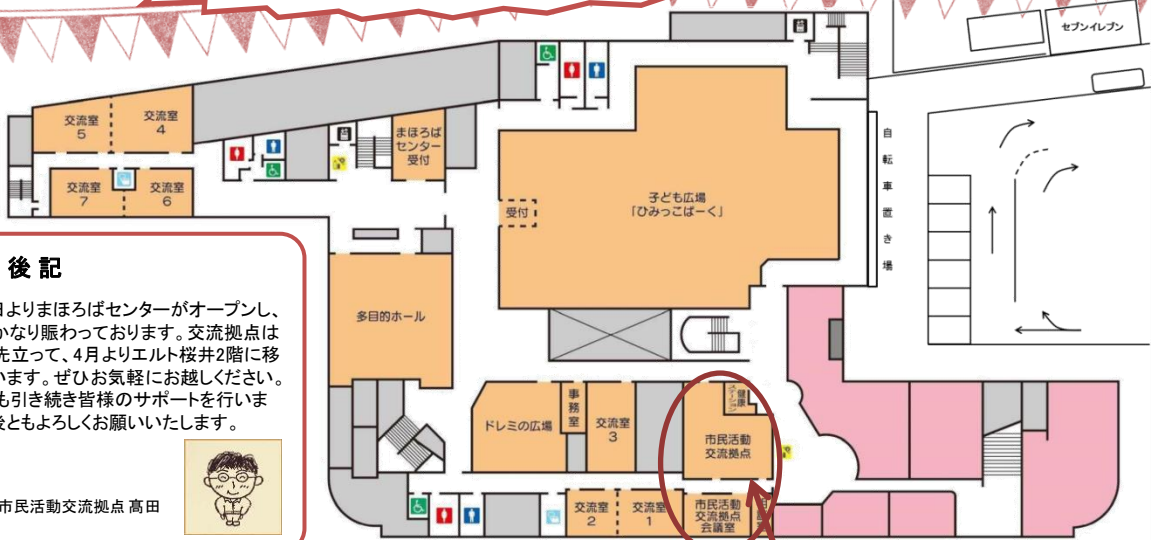 セブンイレブン
自転車置き場
交流室
5
交流室
4
まほろば
センター
受付
交流室
7
交流室
6
受付
子ども広場
「ひみっこぱーく」
後記
日よりまほろばセンターがオープンし、
かなり賑わっております。交流拠点は
先立って、4月よりエルト桜井2階に移
います。ぜひお気軽にお越しください。
も引き続き皆様のサポートを行いま
後ともよろしくお願いいたします。
市民活動交流拠点 髙田
多目的ホール
ドレミの広場
事務室
交流室
3
健康
ステーション
市民活動
交流拠点
交流室
2
交流室
1
市民活動
交流拠点
会議室